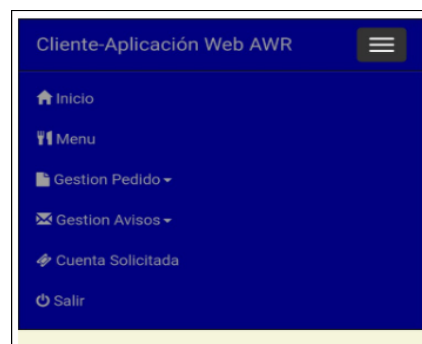 Cliente-Aplicación Web AWR
Inicio
Menu
Gestion Pedido
Gestion Avisos
Cuenta Solicitada
Salir